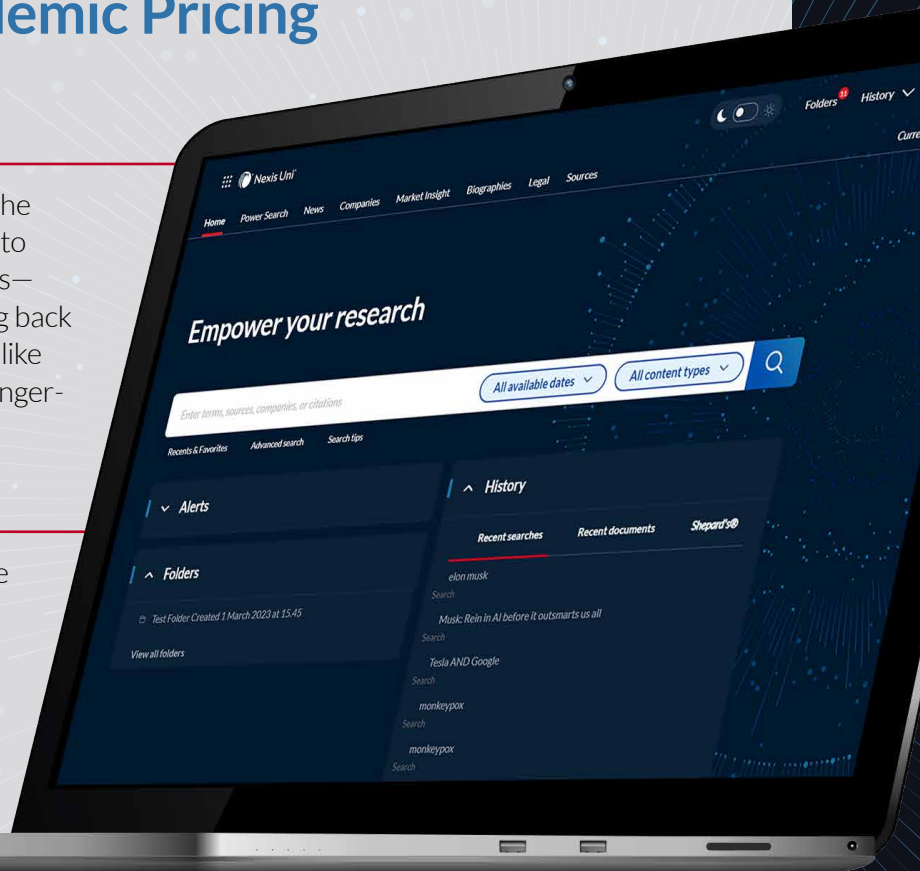 demic Pricing
he
to
s—
g back
like
nger-
e
Nexis Uni®
Folders 11 History
Curre
Home Power Search News Companies Market Insight Biographies Legal Sources
Empower your research
Enter terms, sources, companies, or citations
All available dates All content types
Recents & Favorites Advanced search Search tips
Alerts
Folders
Test Folder Created 1 March 2023 at 15.45
View all folders
History
Recent searches Recent documents Shepard's®
elon musk
Search
Musk: Rein in AI before it outsmarts us all
Search
Tesla AND Google
Search
monkeypox
Search
monkeypox
Search